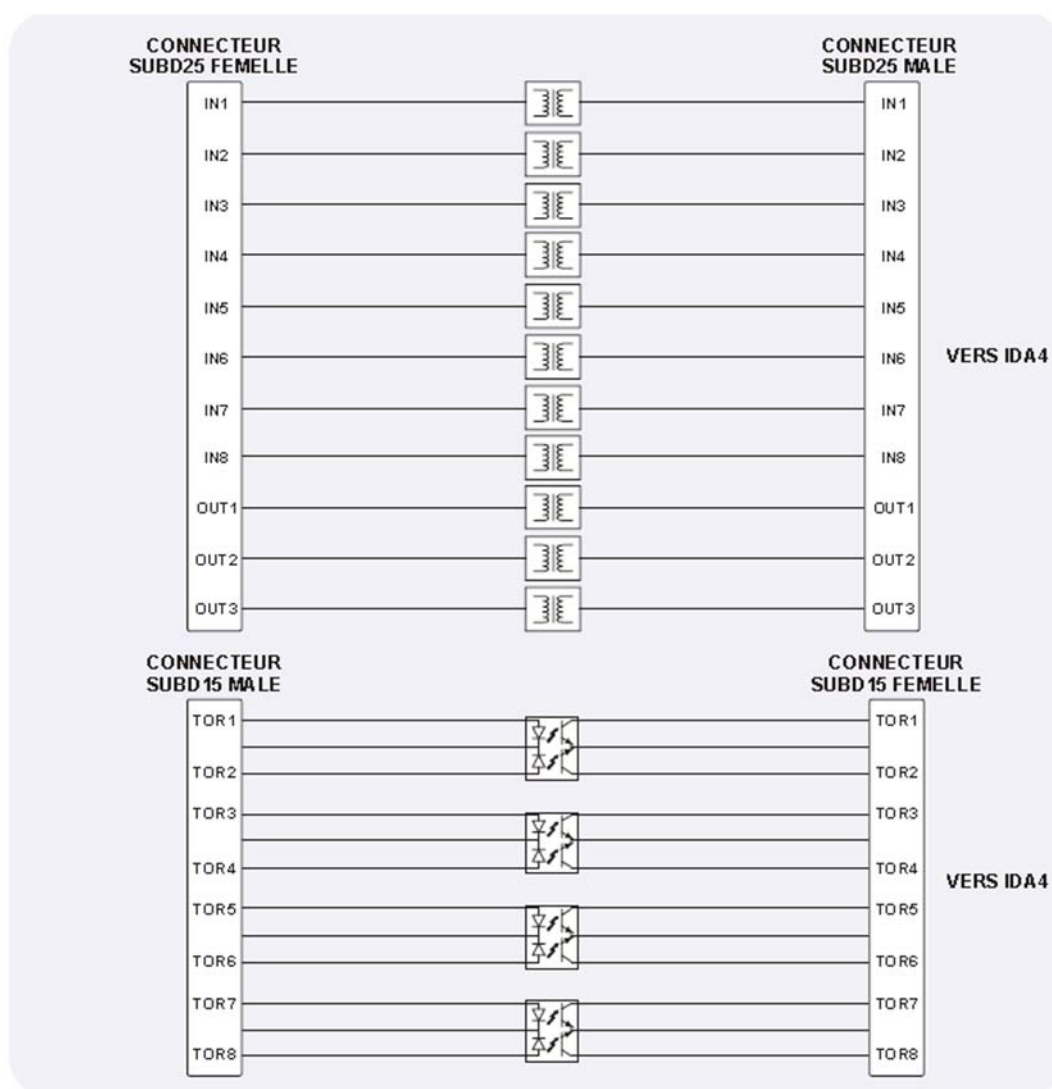 CONNECTEUR
SUBD25 FEMELLE
CONNECTEUR
SUBD25 MALE
IN1
IN1
IN2
IN2
IN3
IN3
IN4
IN4
IN5
IN5
IN6
IN6
VERS IDA4
IN7
IN7
IN8
IN8
OUT1
OUT1
OUT2
OUT2
OUT3
OUT3
CONNECTEUR
SUBD15 MALE
CONNECTEUR
SUBD15 FEMELLE
TOR1
TOR1
TOR2
TOR2
TOR3
TOR3
TOR4
TOR4
VERS IDA4
TOR5
TOR5
TOR6
TOR6
TOR7
TOR7
TOR8
TOR8